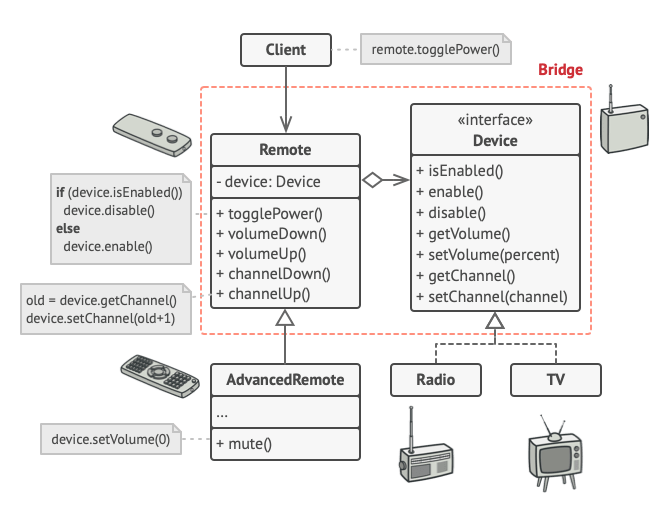 Client
remote.togglePower()
Bridge
Remote
- device: Device
+ togglePower()
+ volumeDown()
+ volumeUp()
+ channelDown()
+ channelUp()
«interface»
Device
+ isEnabled()
+ enable()
+ disable()
+ getVolume()
+ setVolume(percent)
+ getChannel()
+ setChannel(channel)
if (device.isEnabled())
device.disable()
else
device.enable()
old = device.getChannel()
device.setChannel(old+1)
AdvancedRemote
...
+ mute()
device.setVolume(0)
Radio
TV